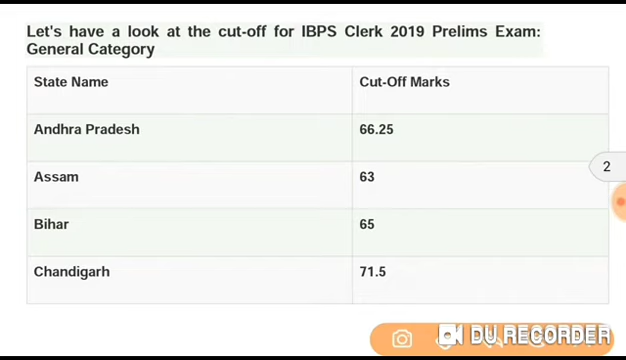 Let's have a look at the cut-off for IBPS Clerk 2019 Prelims Exam:
General Category
State Name Cut-Off Marks
Andhra Pradesh 66.25
2
Assam 63
Bihar 65
Chandigarh 71.5
DU RECORDER